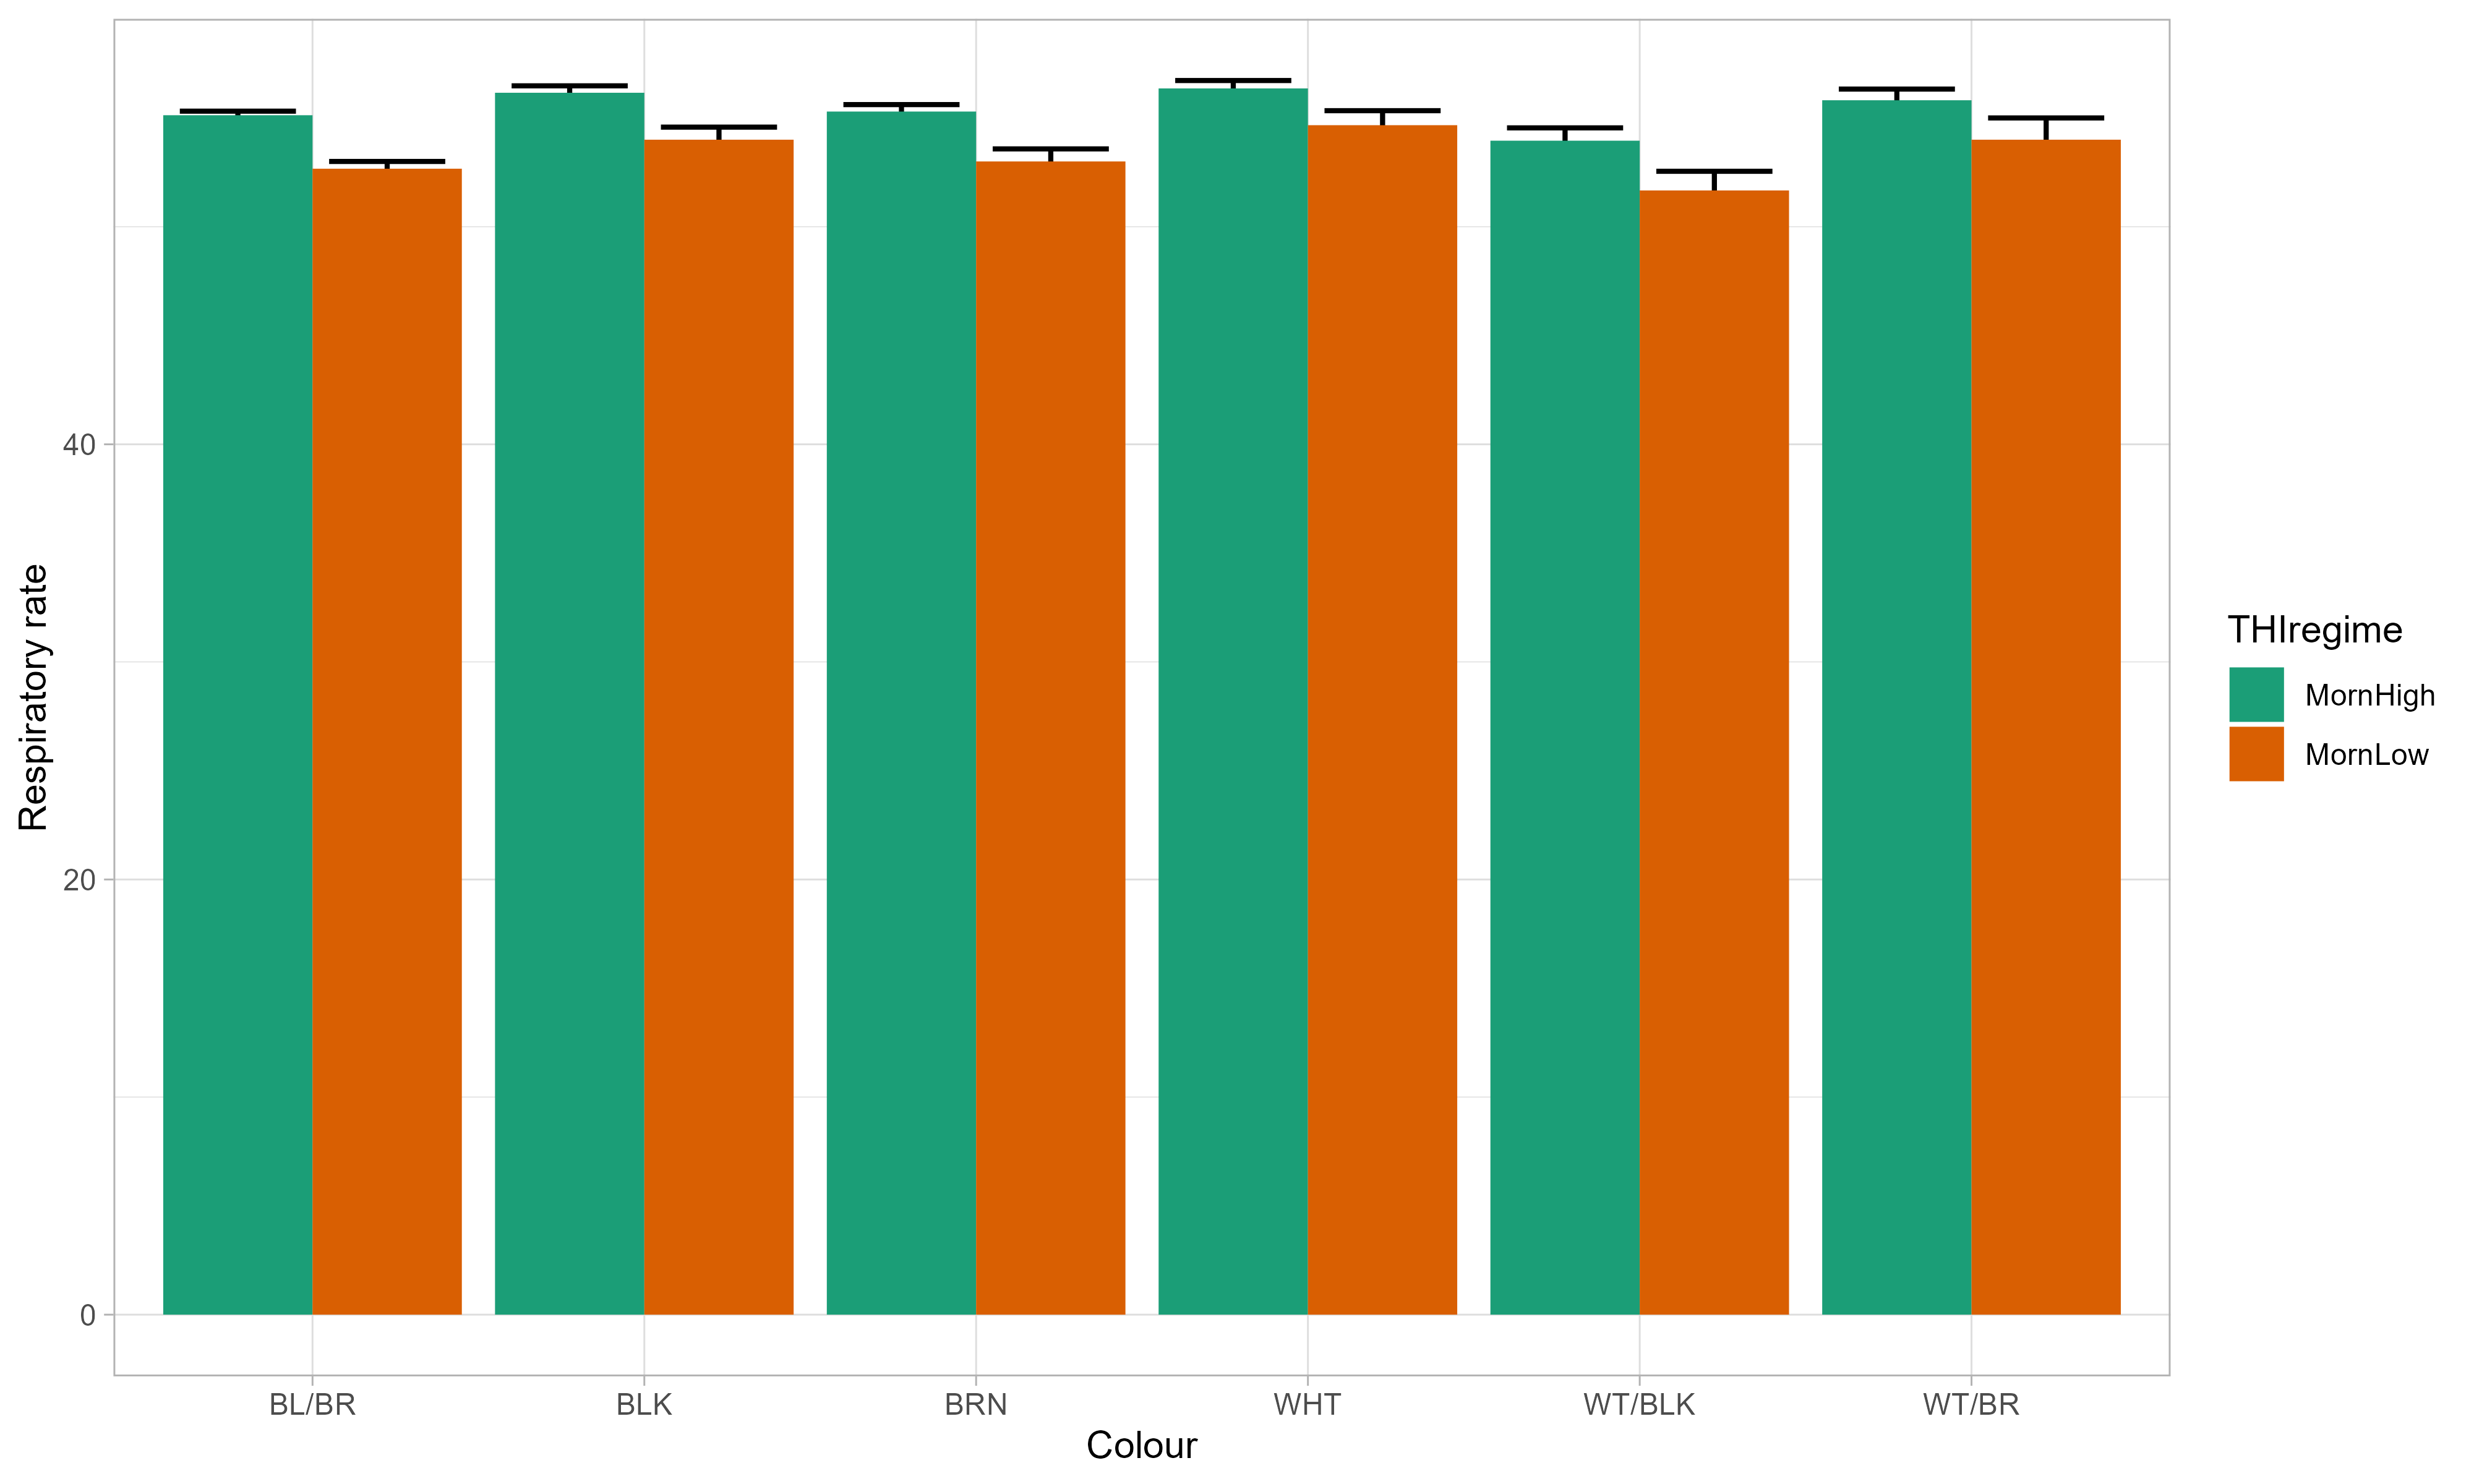 Respiratory rate
40
20
0
BL/BR BLK BRN WHT WT/BLK WT/BR
Colour
THIregime
MornHigh
MornLow